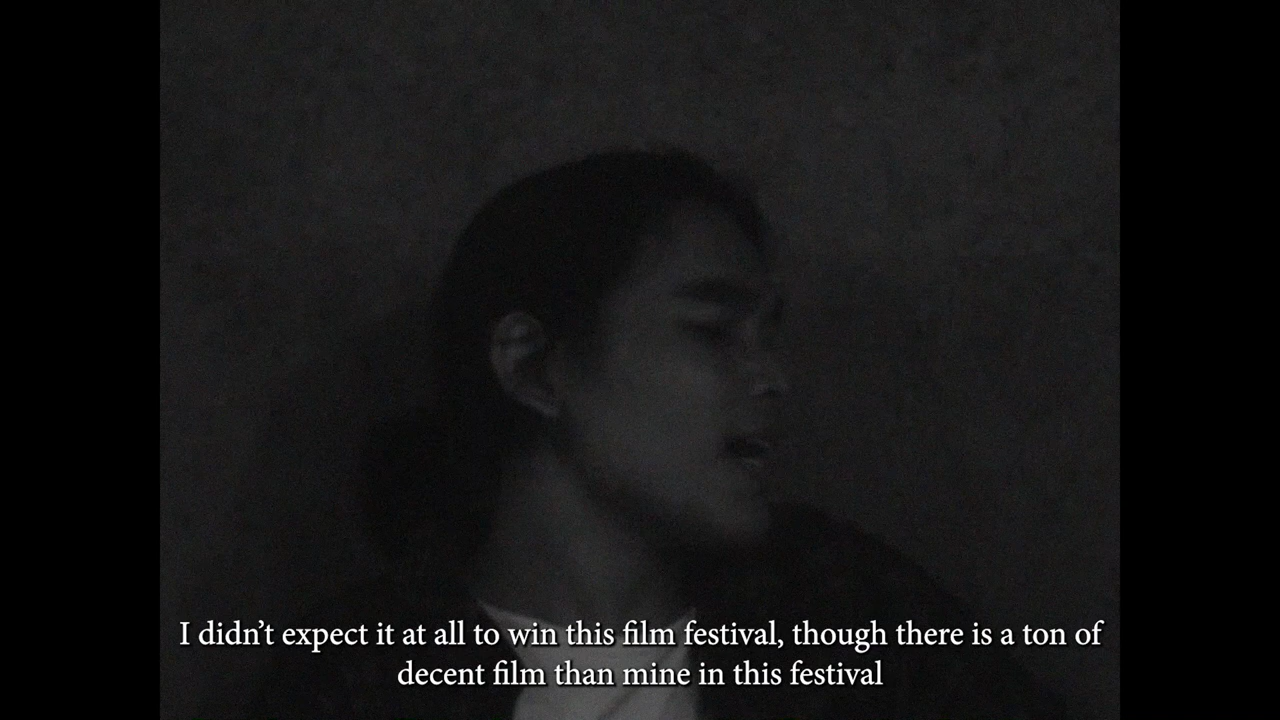 I didn’t expect it at all to win this film festival, though there is a ton of
decent film than mine in this festival